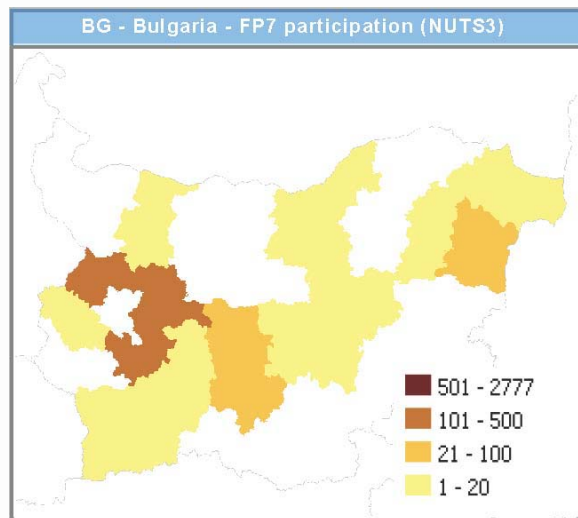 BG - Bulgaria - FP7 participation (NUTS3)
501 - 2777
101 - 500
21 - 100
1 - 20